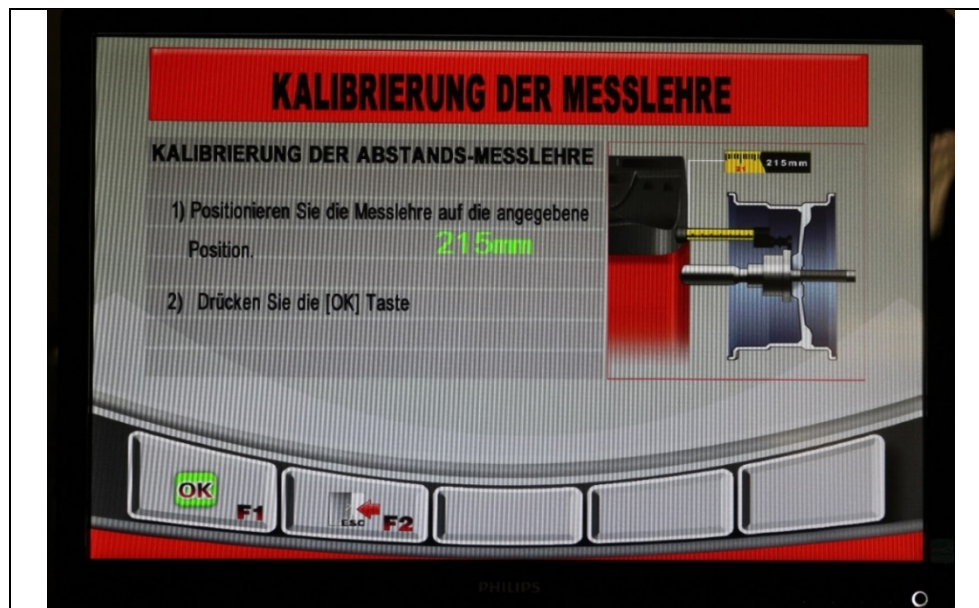 KALIBRIERUNG DER MESSLEHRE
KALIBRIERUNG DER ABSTANDS-MESSLEHRE
1) Positionieren Sie die Messlehre auf die angegebene
Position. 215mm
2) Drücken Sie die [OK] Taste
21 215mm
OK F1
ESC F2
PHILIPS